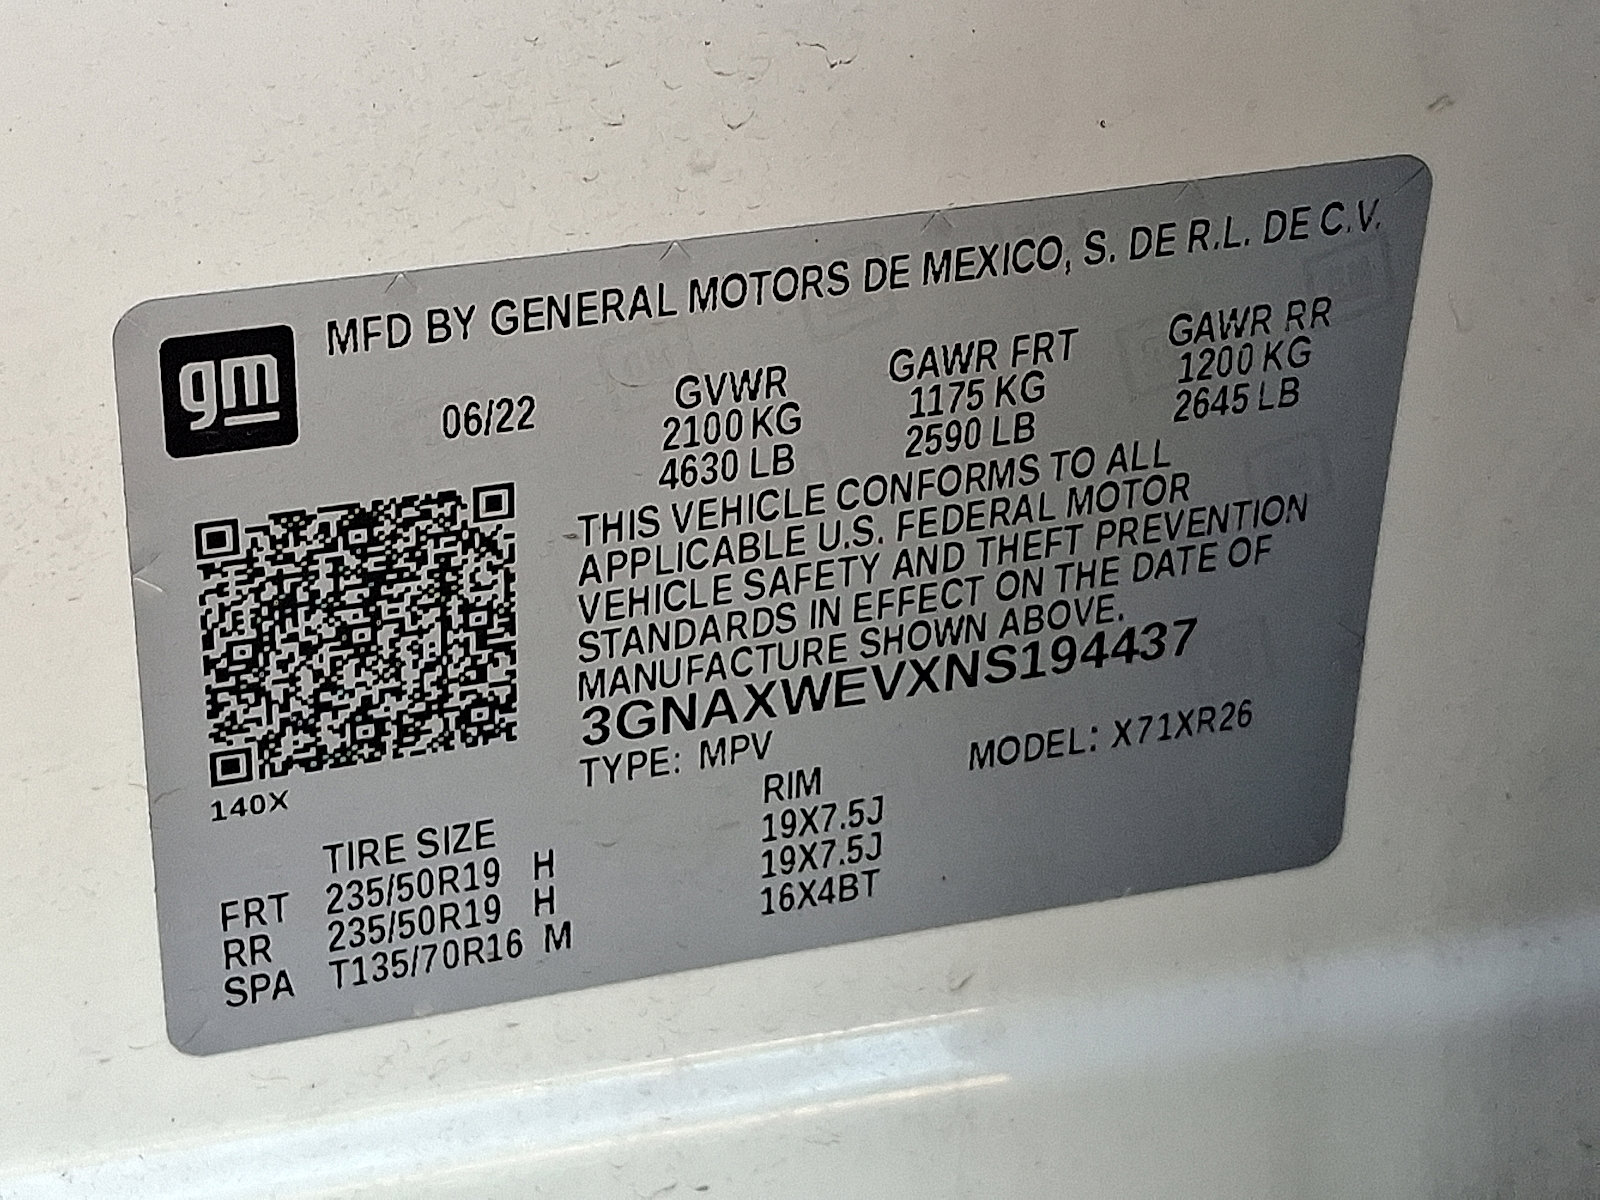 gm
MFD BY GENERAL MOTORS DE MEXICO, S. DE R.L. DE C.V.
06/22
GVWR
2100 KG
4630 LB
GAWR FRT
1175 KG
2590 LB
GAWR RR
1200 KG
2645 LB
THIS VEHICLE CONFORMS TO ALL
APPLICABLE U.S. FEDERAL MOTOR
VEHICLE SAFETY AND THEFT PREVENTION
STANDARDS IN EFFECT ON THE DATE OF
MANUFACTURE SHOWN ABOVE.
3GNAXWEVXNS194437
TYPE: MPV MODEL: X71XR26
140X
TIRE SIZE RIM
FRT 235/50R19 H 19X7.5J
RR 235/50R19 H 19X7.5J
SPA T135/70R16 M 16X4BT